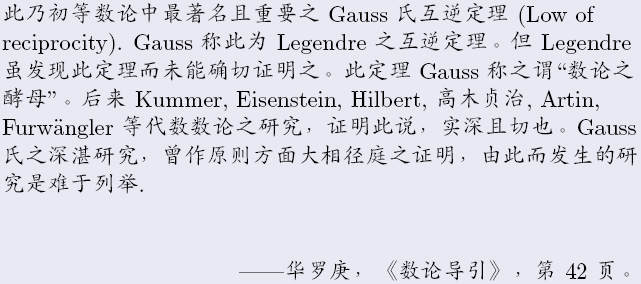 此乃初等数论中最著名且重要之 Gauss 氏互逆定理 (Low of
reciprocity). Gauss 称此为 Legendre 之互逆定理。但 Legendre
虽发现此定理而未能确切证明之。此定理 Gauss 称之谓“数论之
酵母”。后来 Kummer, Eisenstein, Hilbert, 高木贞治, Artin,
Furwängler 等代数数论之研究，证明此说，实深且切也。Gauss
氏之深湛研究，曾作原则方面大相径庭之证明，由此而发生的研
究是难于列举.
——华罗庚，《数论导引》，第 42 页。